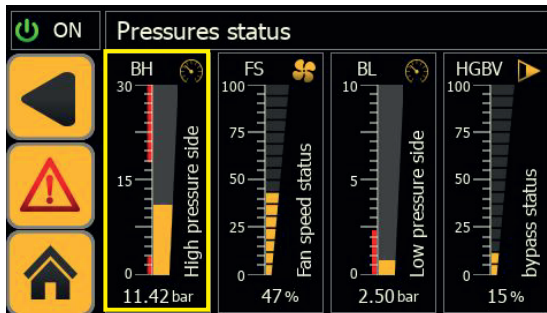 ON Pressures status
BH FS BL HGBV
30 100 10 100
75 75
15 50 5 50
25 25
0 0 0 0
High pressure side
Fan speed status
Low pressure side
bypass status
11.42 bar 47 % 2.50 bar 15 %